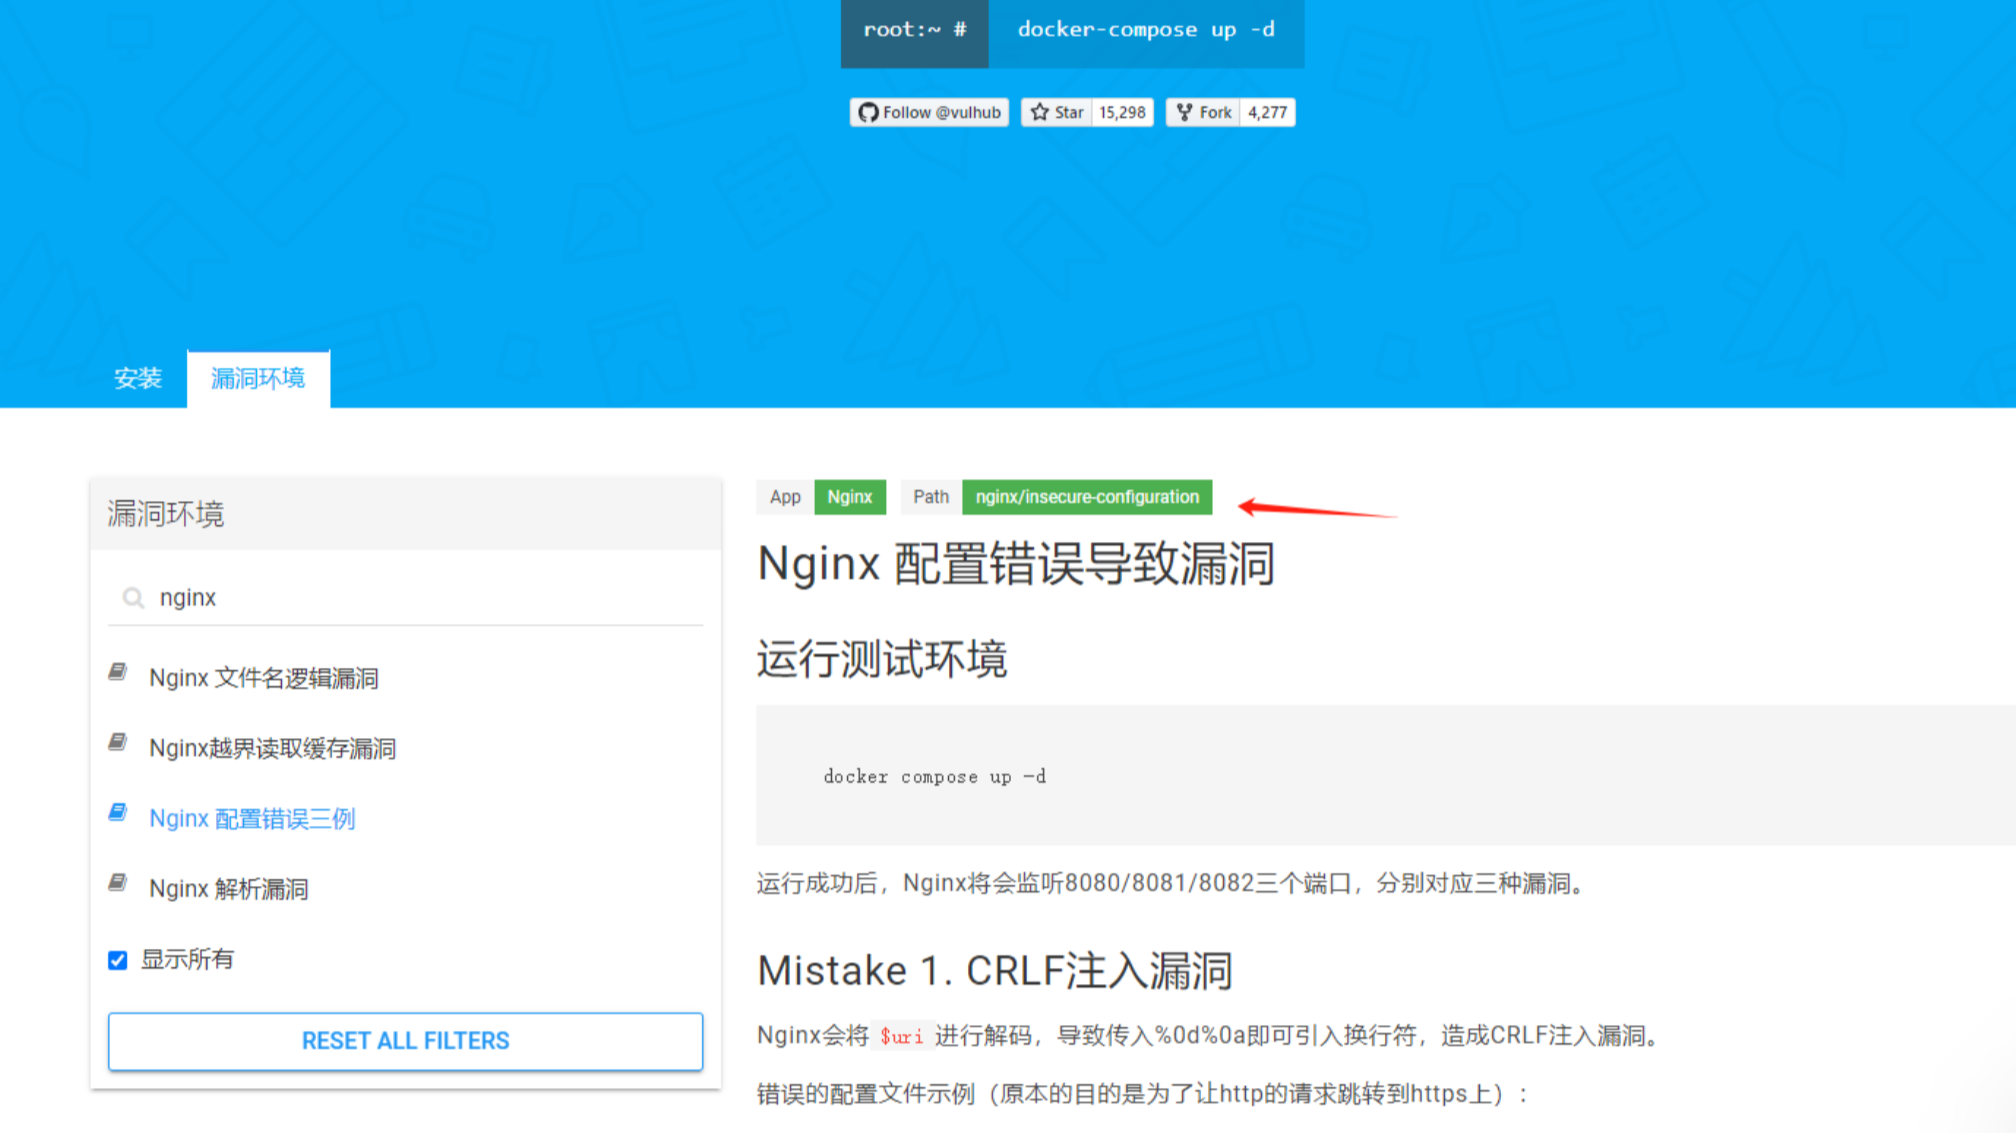 root:~ # docker-compose up -d
Follow @vulhub Star 15,298 Fork 4,277
安装 漏洞环境
漏洞环境
nginx
Nginx 文件名逻辑漏洞
Nginx越界读取缓存漏洞
Nginx 配置错误三例
Nginx 解析漏洞
显示所有
RESET ALL FILTERS
App Nginx Path nginx/insecure-configuration
Nginx 配置错误导致漏洞
运行测试环境
docker compose up -d
运行成功后，Nginx将会监听8080/8081/8082三个端口，分别对应三种漏洞。
Mistake 1. CRLF注入漏洞
Nginx会将 $uri 进行解码，导致传入%0d%0a即可引入换行符，造成CRLF注入漏洞。
错误的配置文件示例（原本的目的是为了让http的请求跳转到https上）：